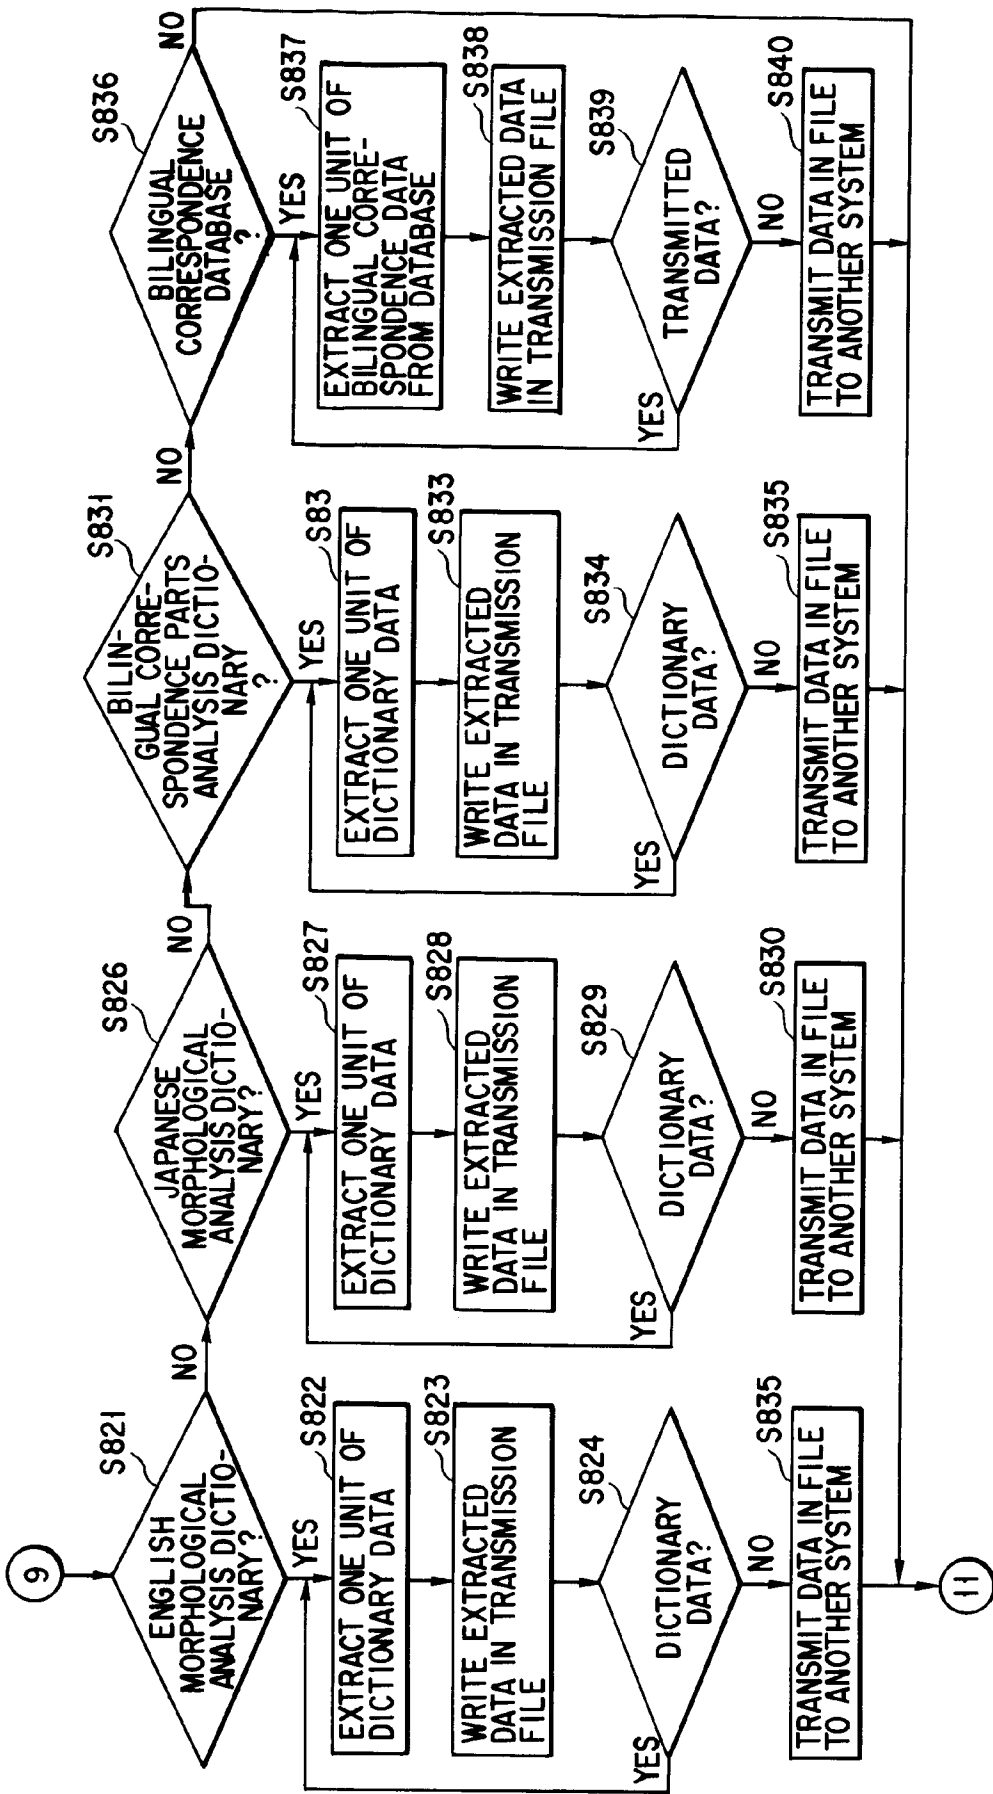 9
S821
ENGLISH
MORPHOLOGICAL
ANALYSIS DICTIO-
NARY?
NO
YES
S822
EXTRACT ONE UNIT OF
DICTIONARY DATA
S823
WRITE EXTRACTED
DATA IN TRANSMISSION
FILE
S824
DICTIONARY
DATA?
YES
NO
S835
TRANSMIT DATA IN FILE
TO ANOTHER SYSTEM
11
S826
JAPANESE
MORPHOLOGICAL
ANALYSIS DICTIO-
NARY?
NO
YES
S827
EXTRACT ONE UNIT OF
DICTIONARY DATA
S828
WRITE EXTRACTED
DATA IN TRANSMISSION
FILE
S829
DICTIONARY
DATA?
YES
NO
S830
TRANSMIT DATA IN FILE
TO ANOTHER SYSTEM
S831
BILIN-
GUAL CORRE-
SPONDENCE PARTS
ANALYSIS DICTIO-
NARY
?
NO
YES
S83
EXTRACT ONE UNIT OF
DICTIONARY DATA
S833
WRITE EXTRACTED
DATA IN TRANSMISSION
FILE
S834
DICTIONARY
DATA?
YES
NO
S835
TRANSMIT DATA IN FILE
TO ANOTHER SYSTEM
S836
BILINGUAL
CORRESPONDENCE
DATABASE
?
NO
YES
S837
EXTRACT ONE UNIT OF
BILINGUAL CORRE-
SPONDENCE DATA
FROM DATABASE
S838
WRITE EXTRACTED DATA
IN TRANSMISSION FILE
S839
TRANSMITTED
DATA?
YES
NO
S840
TRANSMIT DATA IN FILE
TO ANOTHER SYSTEM